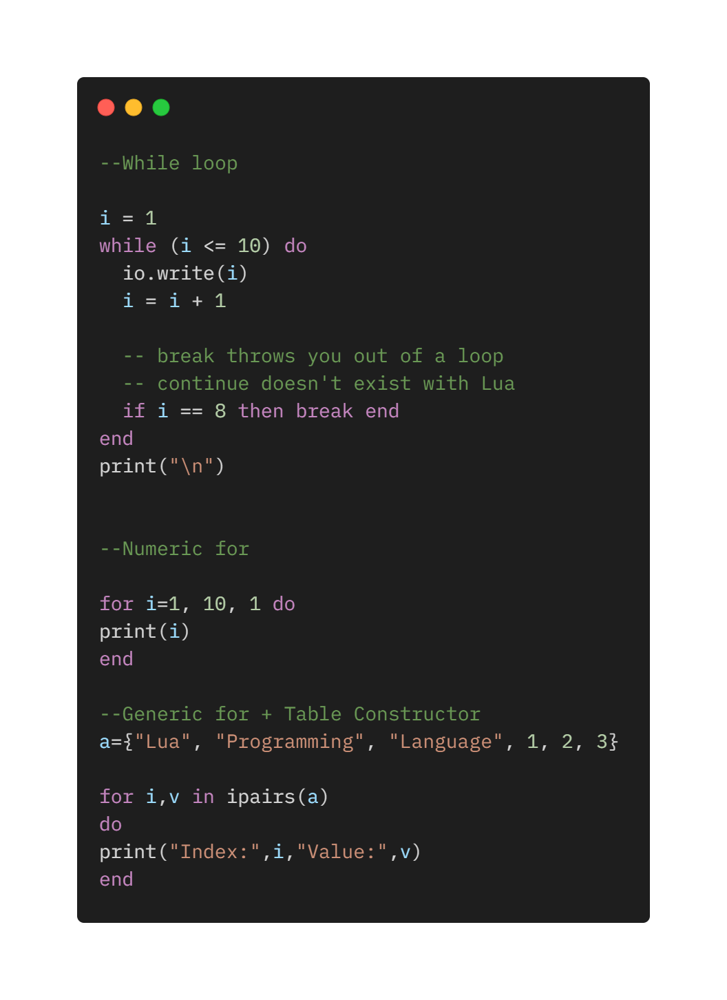 --While loop
i = 1
while (i <= 10) do
  io.write(i)
  i = i + 1
  -- break throws you out of a loop
  -- continue doesn't exist with Lua
  if i == 8 then break end
end
print("\n")
--Numeric for
for i=1, 10, 1 do
print(i)
end
--Generic for + Table Constructor
a={"Lua", "Programming", "Language", 1, 2, 3}
for i,v in ipairs(a)
do
print("Index:",i,"Value:",v)
end